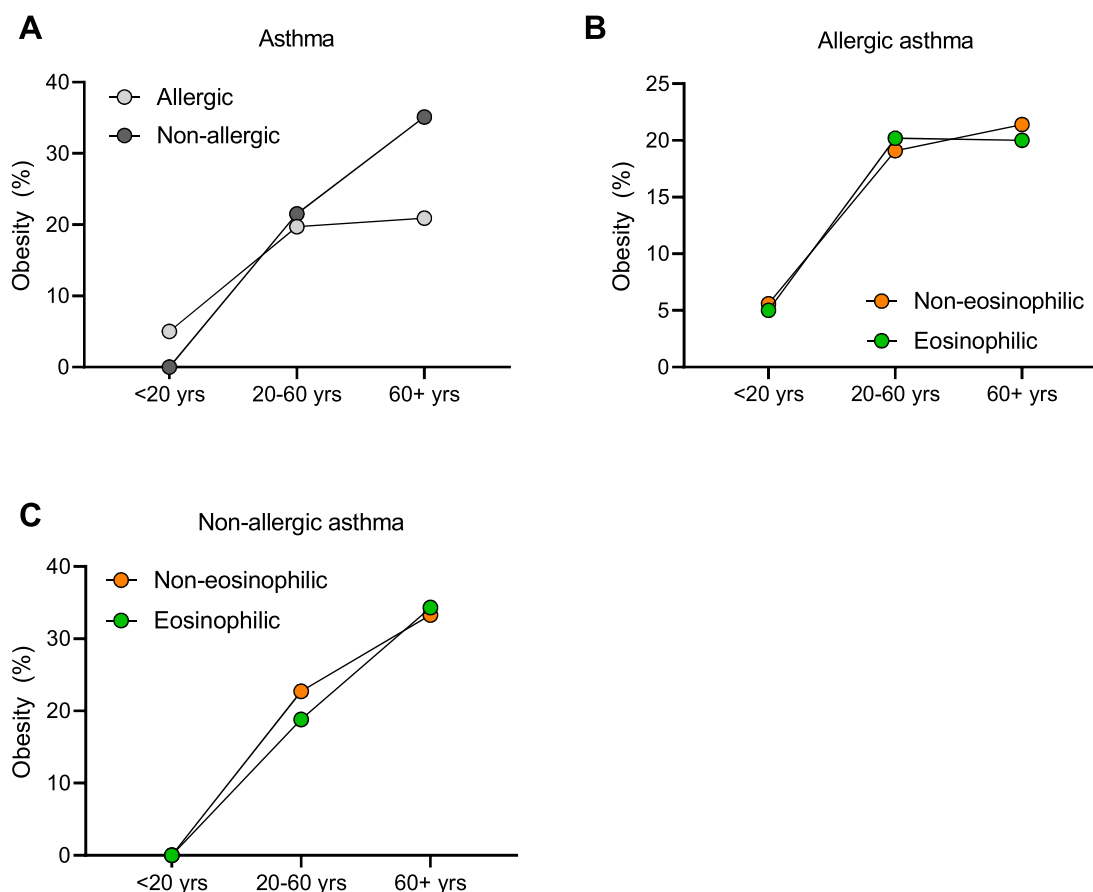 A
Asthma
Obesity (%)
40
30
20
10
0
Allergic
Non-allergic
<20 yrs
20-60 yrs
60+ yrs
B
Allergic asthma
Obesity (%)
25
20
15
10
5
0
Non-eosinophilic
Eosinophilic
<20 yrs
20-60 yrs
60+ yrs
C
Non-allergic asthma
Obesity (%)
40
30
20
10
0
Non-eosinophilic
Eosinophilic
<20 yrs
20-60 yrs
60+ yrs